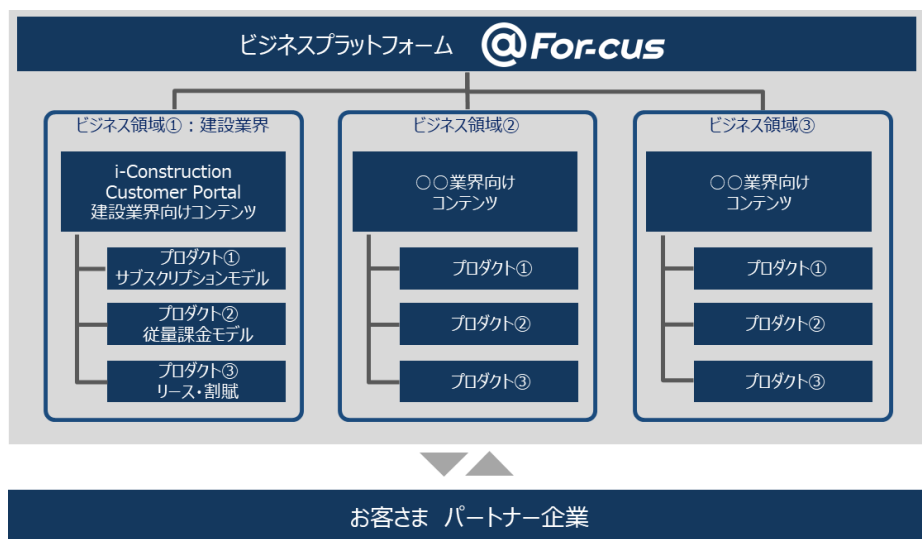 ビジネスプラットフォーム @For-cus
ビジネス領域①：建設業界
i-Construction
Customer Portal
建設業界向けコンテンツ
プロダクト①
サブスクリプションモデル
プロダクト②
従量課金モデル
プロダクト③
リース・割賦
ビジネス領域②
○○業界向け
コンテンツ
プロダクト①
プロダクト②
プロダクト③
ビジネス領域③
○○業界向け
コンテンツ
プロダクト①
プロダクト②
プロダクト③
お客さま パートナー企業